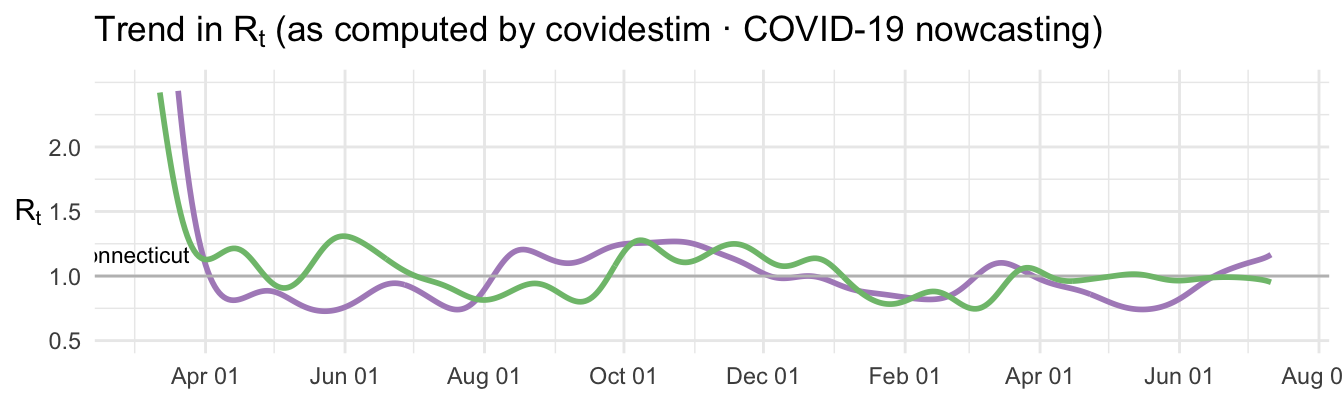 Trend in Rt (as computed by covidestim · COVID-19 nowcasting)
2.0
Rt 1.5
onnecticut
1.0
0.5
Apr 01 Jun 01 Aug 01 Oct 01 Dec 01 Feb 01 Apr 01 Jun 01 Aug 0